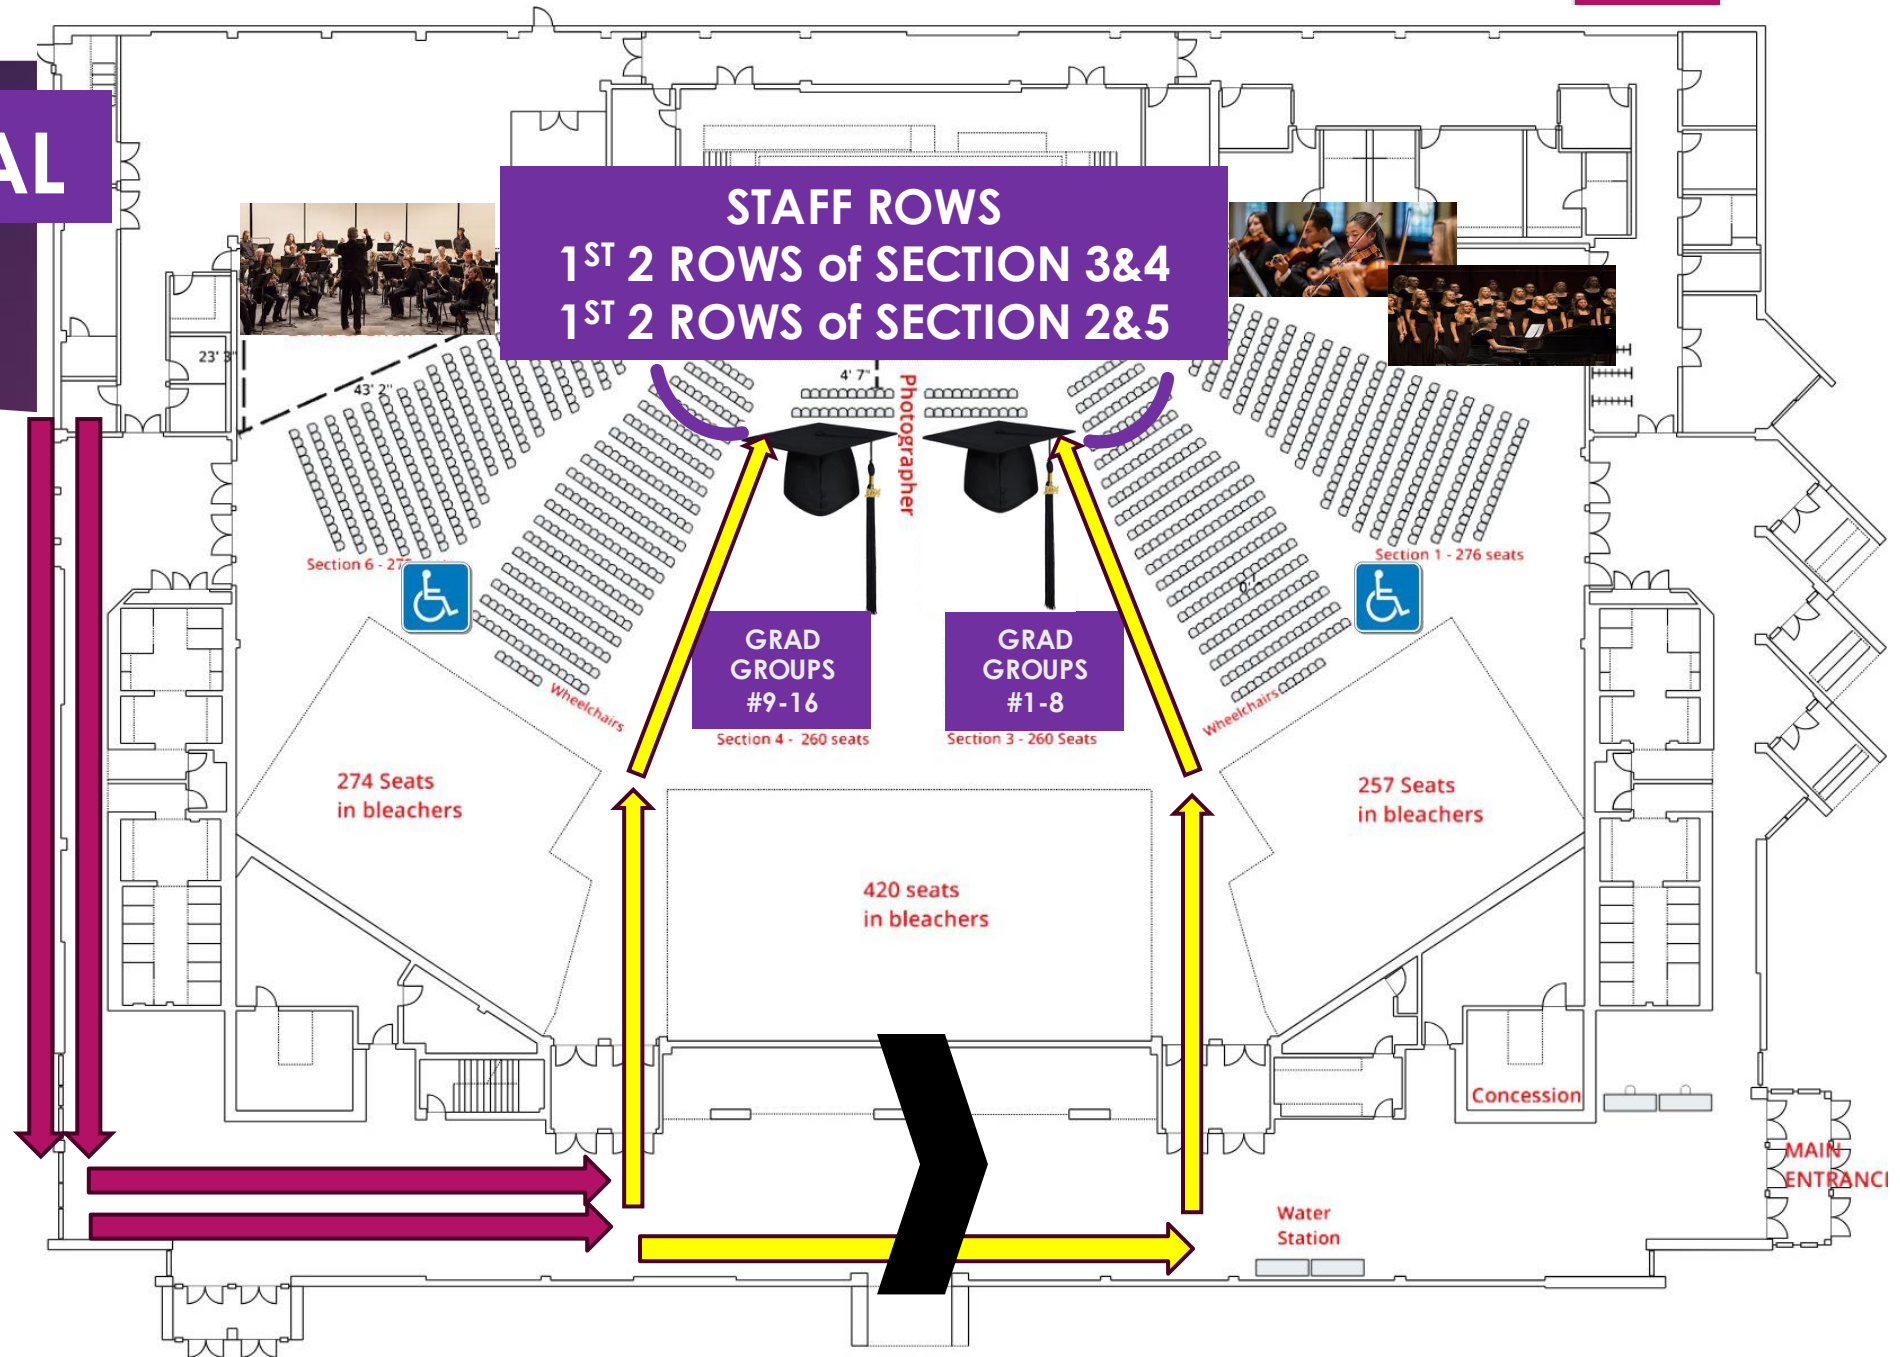 AL
STAFF ROWS
1ST 2 ROWS of SECTION 3&4
1ST 2 ROWS of SECTION 2&5
23' 3"
43' 2"
4' 7"
Photographer
Section 6 - 27
Section 1 - 276 seats
GRAD
GROUPS
#9-16
GRAD
GROUPS
#1-8
Wheelchairs
Wheelchairs
Section 4 - 260 seats
Section 3 - 260 Seats
274 Seats
in bleachers
257 Seats
in bleachers
420 seats
in bleachers
Concession
MAIN
ENTRANCE
Water
Station